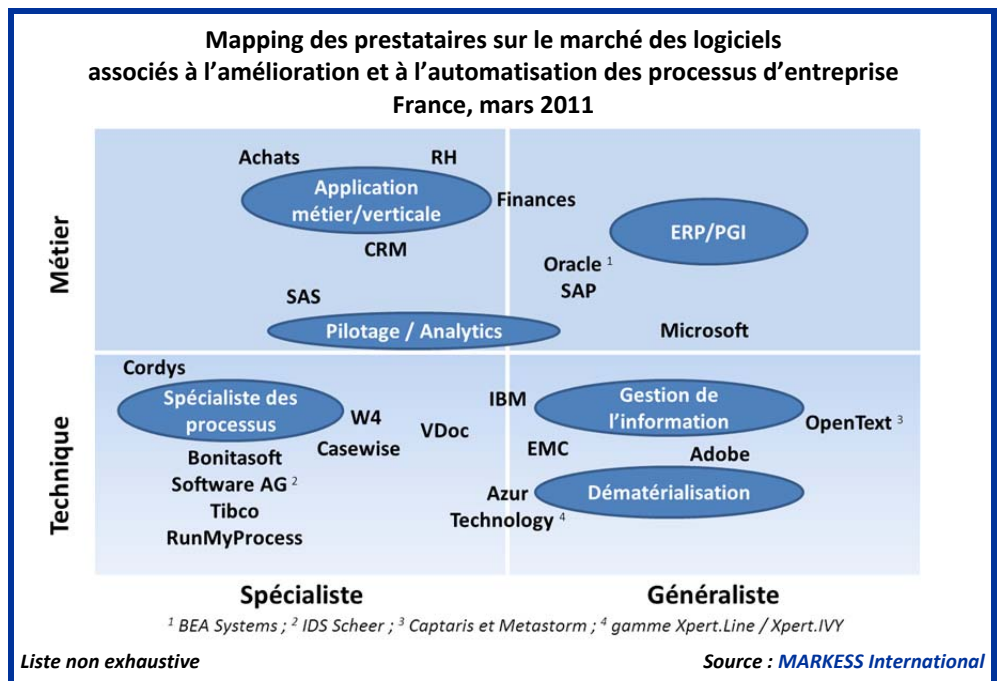 Mapping des prestataires sur le marché des logiciels
associés à l'amélioration et à l'automatisation des processus d'entreprise
France, mars 2011
Métier
Achats
RH
Application
métier/verticale
Finances
CRM
ERP/PGI
Oracle 1
SAP
SAS
Pilotage / Analytics
Microsoft
Technique
Cordys
Spécialiste des
processus
W4
Casewise
VDoc
Bonitasoft
Software AG 2
Tibco
RunMyProcess
IBM
Gestion de
l'information
OpenText 3
EMC
Adobe
Azur
Technology 4
Dématérialisation
Spécialiste
Généraliste
1 BEA Systems ; 2 IDS Scheer ; 3 Captaris et Metastorm ; 4 gamme Xpert.Line / Xpert.IVY
Liste non exhaustive
Source : MARKESS International